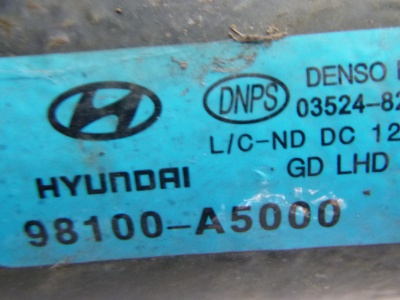 DNPS DENSO
03524-82
L/C-ND DC 12
HYUNDAI GD LHD
98100-A5000